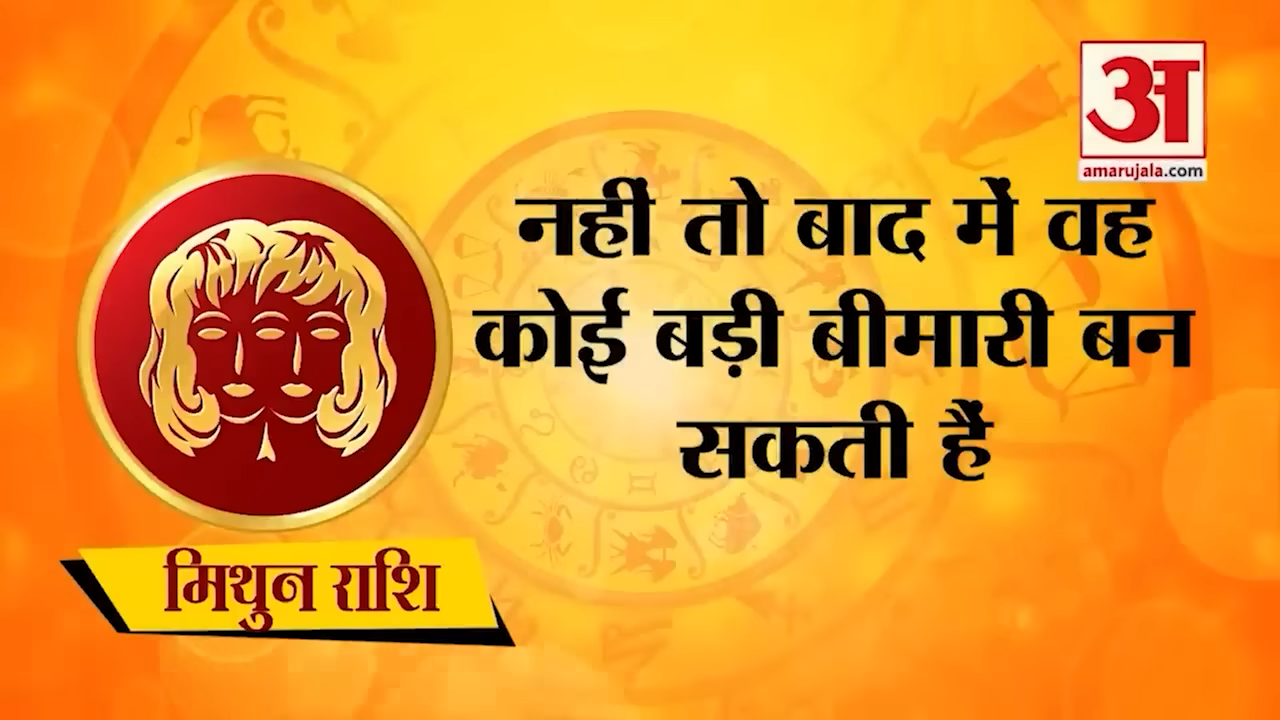 अ
amarujala.com
नहीं तो बाद में वह
कोई बड़ी बीमारी बन
सकती हैं
मिथुन राशि